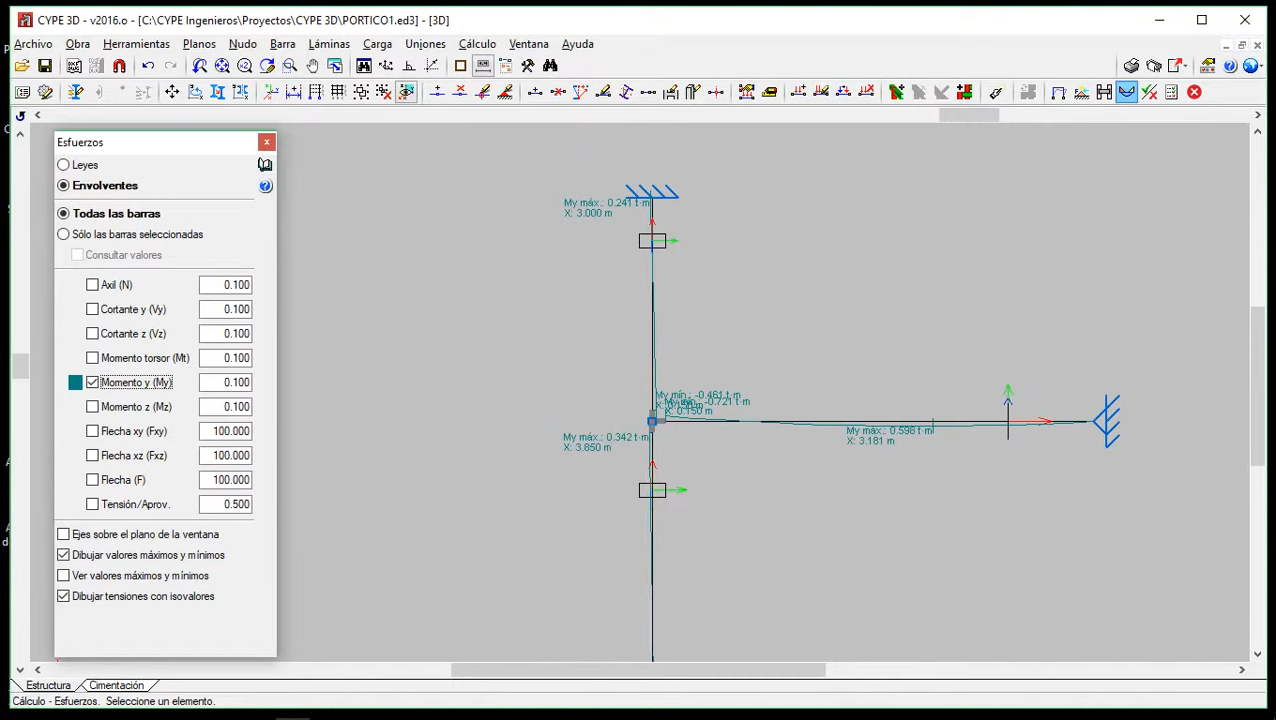 CYPE 3D - v2016.o - [C:\CYPE Ingenieros\Proyectos\CYPE 3D\PORTICO1.ed3] - [3D]
Archivo Obra Herramientas Planos Nudo Barra Láminas Carga Uniones Cálculo Ventana Ayuda
Esfuerzos
Leyes
Envolventes
Todas las barras
Sólo las barras seleccionadas
Consultar valores
Axil (N) 0.100
Cortante y (Vy) 0.100
Cortante z (Vz) 0.100
Momento torsor (Mt) 0.100
Momento y (My) 0.100
Momento z (Mz) 0.100
Flecha xy (Fxy) 100.000
Flecha xz (Fxz) 100.000
Flecha (F) 100.000
Tensión/Aprov. 0.500
Ejes sobre el plano de la ventana
Dibujar valores máximos y mínimos
Ver valores máximos y mínimos
Dibujar tensiones con isovalores
My máx.: 0.241 t·m
X: 3.000 m
My mín.: -0.461 t·m
-0.721 t·m
X: 0.150 m
My máx.: 0.342 t·m
X: 3.850 m
My máx.: 0.598 t·m
X: 3.181 m
Estructura Cimentación
Cálculo - Esfuerzos. Seleccione un elemento.